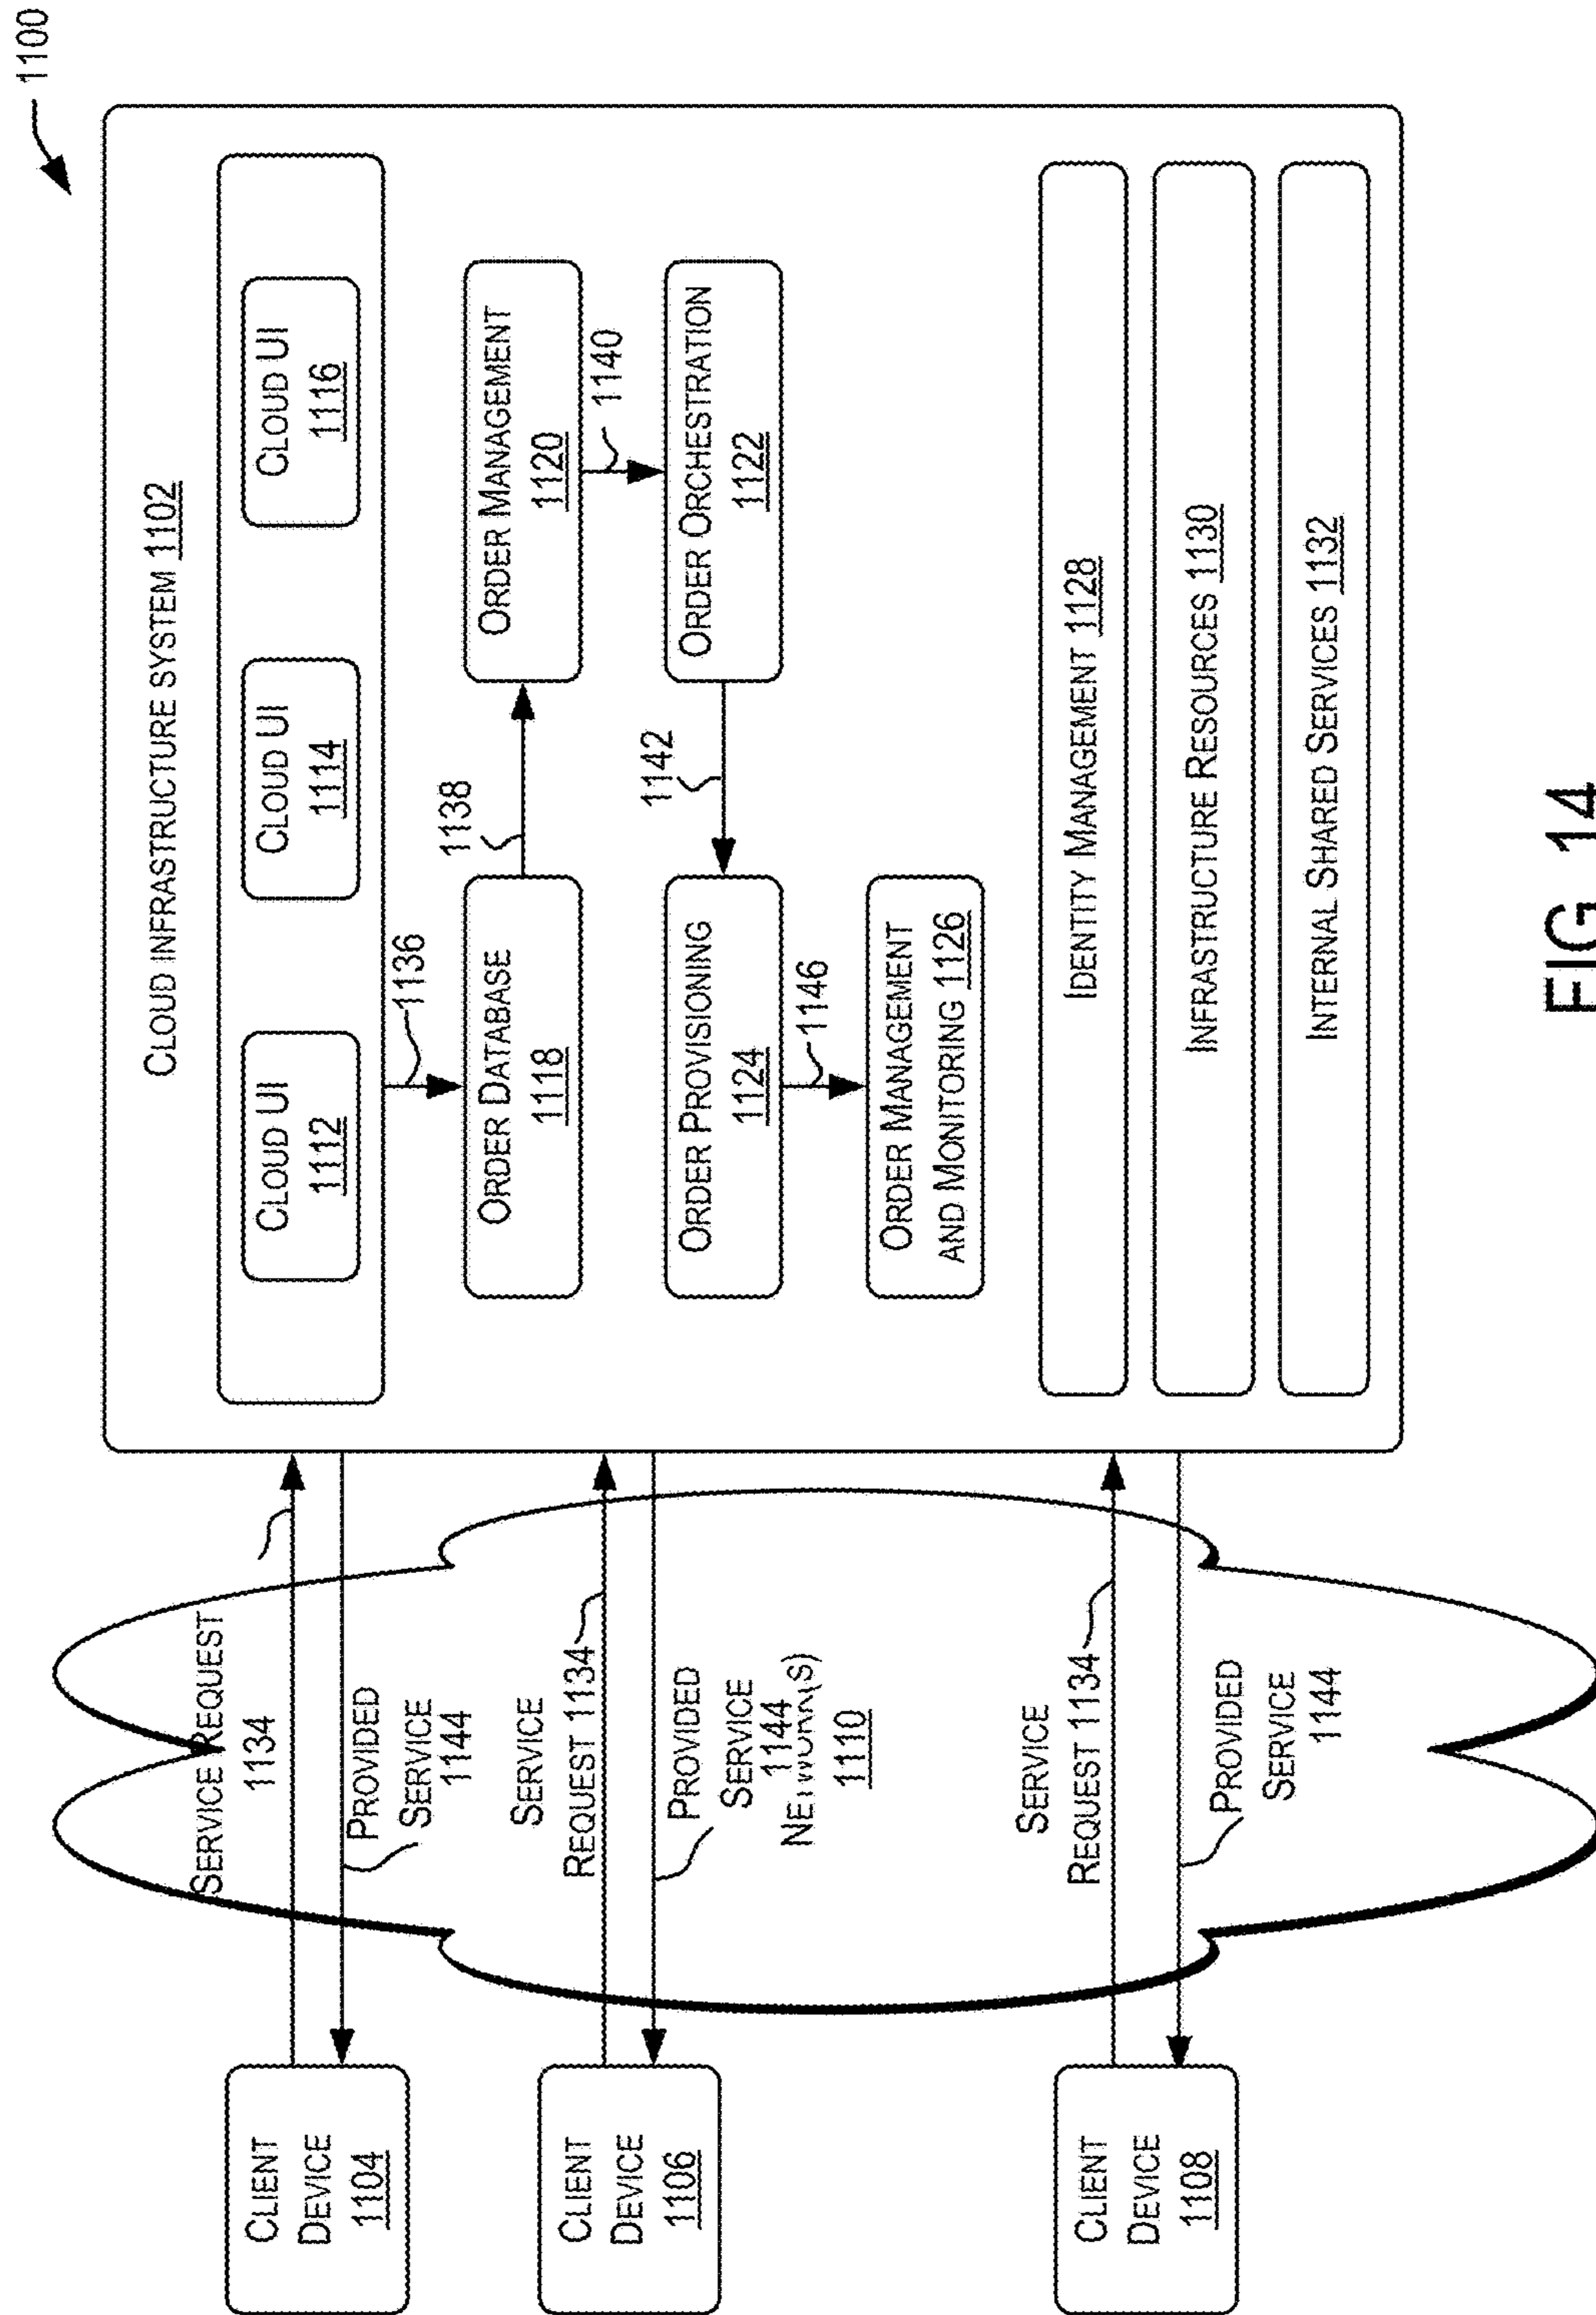 1100
CLOUD INFRASTRUCTURE SYSTEM 1102
CLOUD UI
1112
CLOUD UI
1114
CLOUD UI
1116
1136
ORDER DATABASE
1118
1138
ORDER MANAGEMENT
1120
1140
ORDER PROVISIONING
1124
1142
ORDER ORCHESTRATION
1122
1146
ORDER MANAGEMENT
AND MONITORING 1126
IDENTITY MANAGEMENT 1128
INFRASTRUCTURE RESOURCES 1130
INTERNAL SHARED SERVICES 1132
CLIENT
DEVICE
1104
SERVICE REQUEST
1134
PROVIDED
SERVICE
1144
CLIENT
DEVICE
1106
SERVICE
REQUEST 1134
PROVIDED
SERVICE
1144
NETWORK(S)
1110
CLIENT
DEVICE
1108
SERVICE
REQUEST 1134
PROVIDED
SERVICE
1144
FIG 14